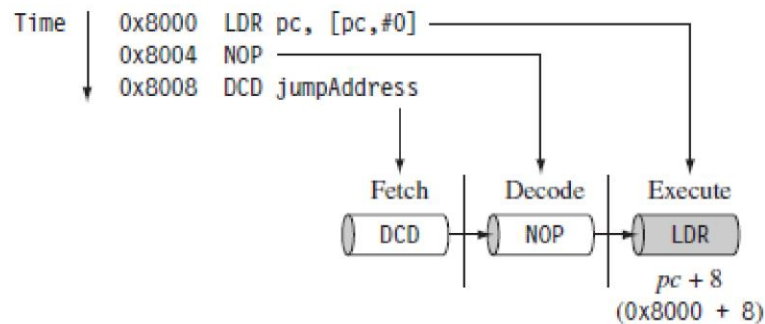 Time 0x8000 LDR pc, [pc,#0]
0x8004 NOP
0x8008 DCD jumpAddress
Fetch Decode Execute
DCD NOP LDR
pc + 8
(0x8000 + 8)